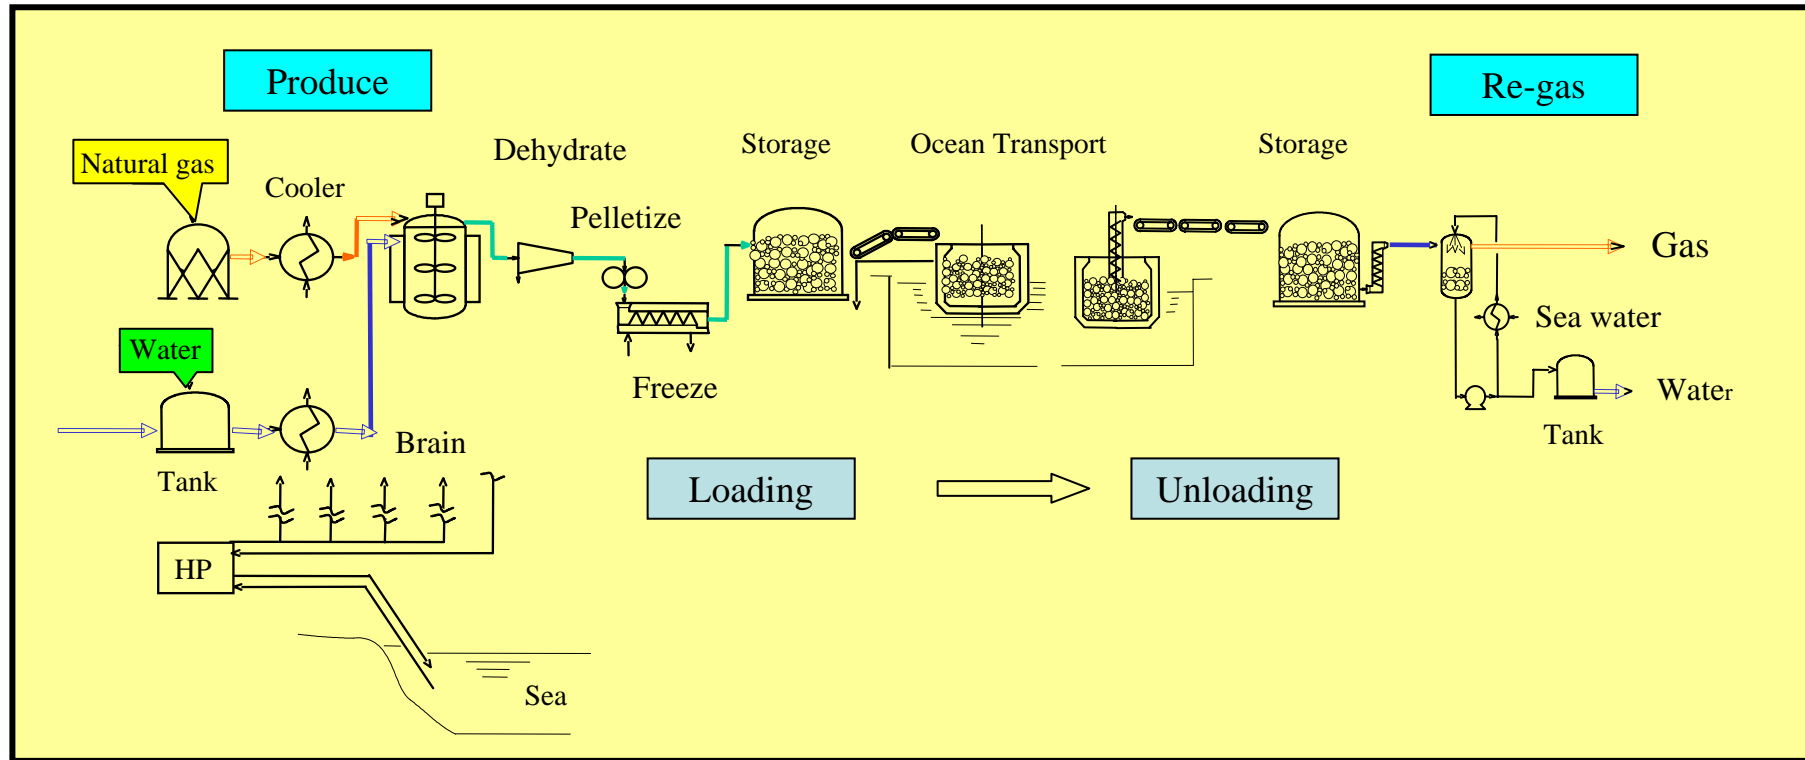 Produce
Re-gas
Natural gas
Cooler
Dehydrate
Pelletize
Storage
Ocean Transport
Storage
Gas
Water
Freeze
Sea water
Water
Tank
Tank
Brain
Loading
Unloading
HP
Sea